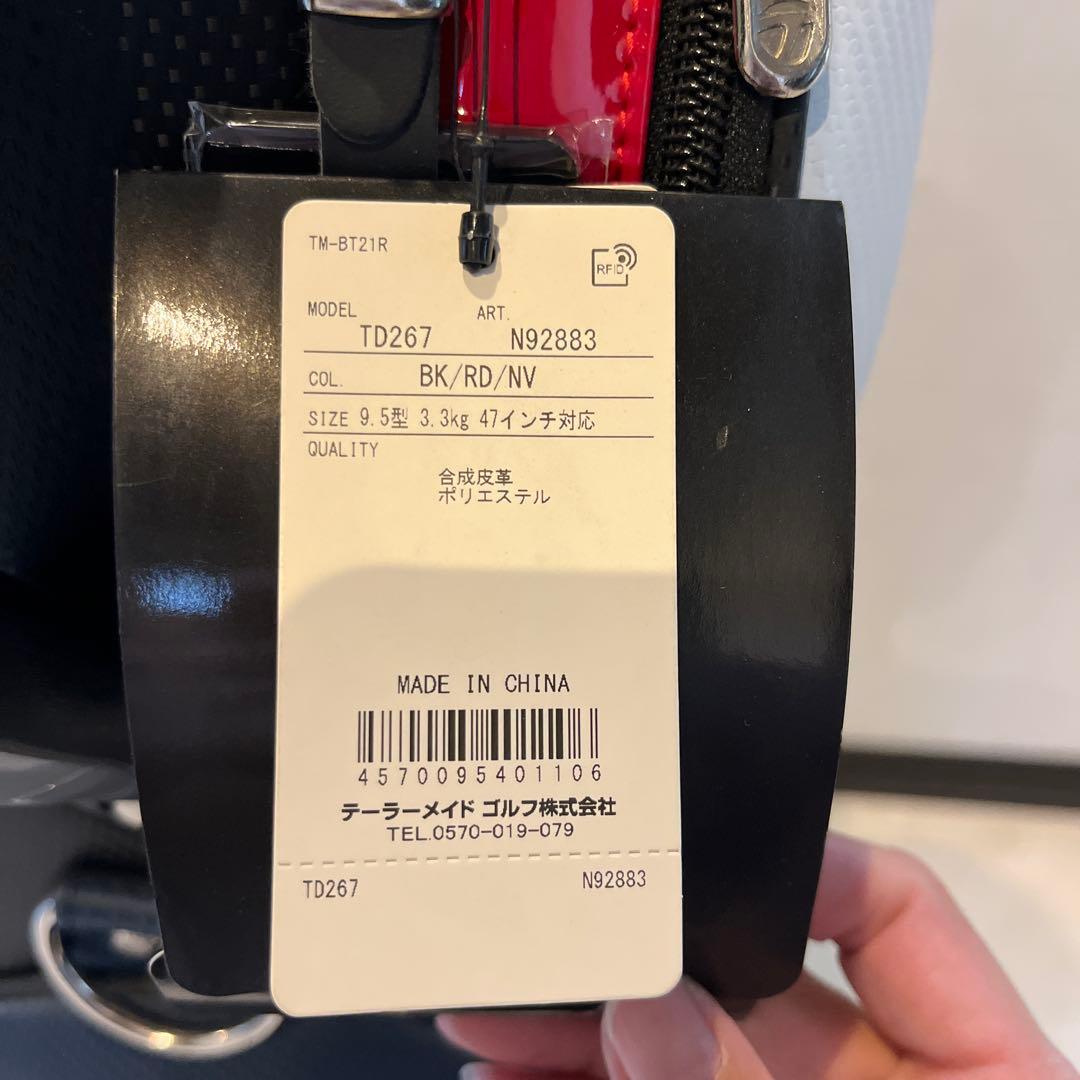 TM-BT21R
RFID
MODEL ART.
TD267 N92883
COL. BK/RD/NV
SIZE 9.5型 3.3kg 47インチ対応
QUALITY
合成皮革
ポリエステル
MADE IN CHINA
4570095401106
テーラーメイド ゴルフ株式会社
TEL.0570-019-079
TD267 N92883